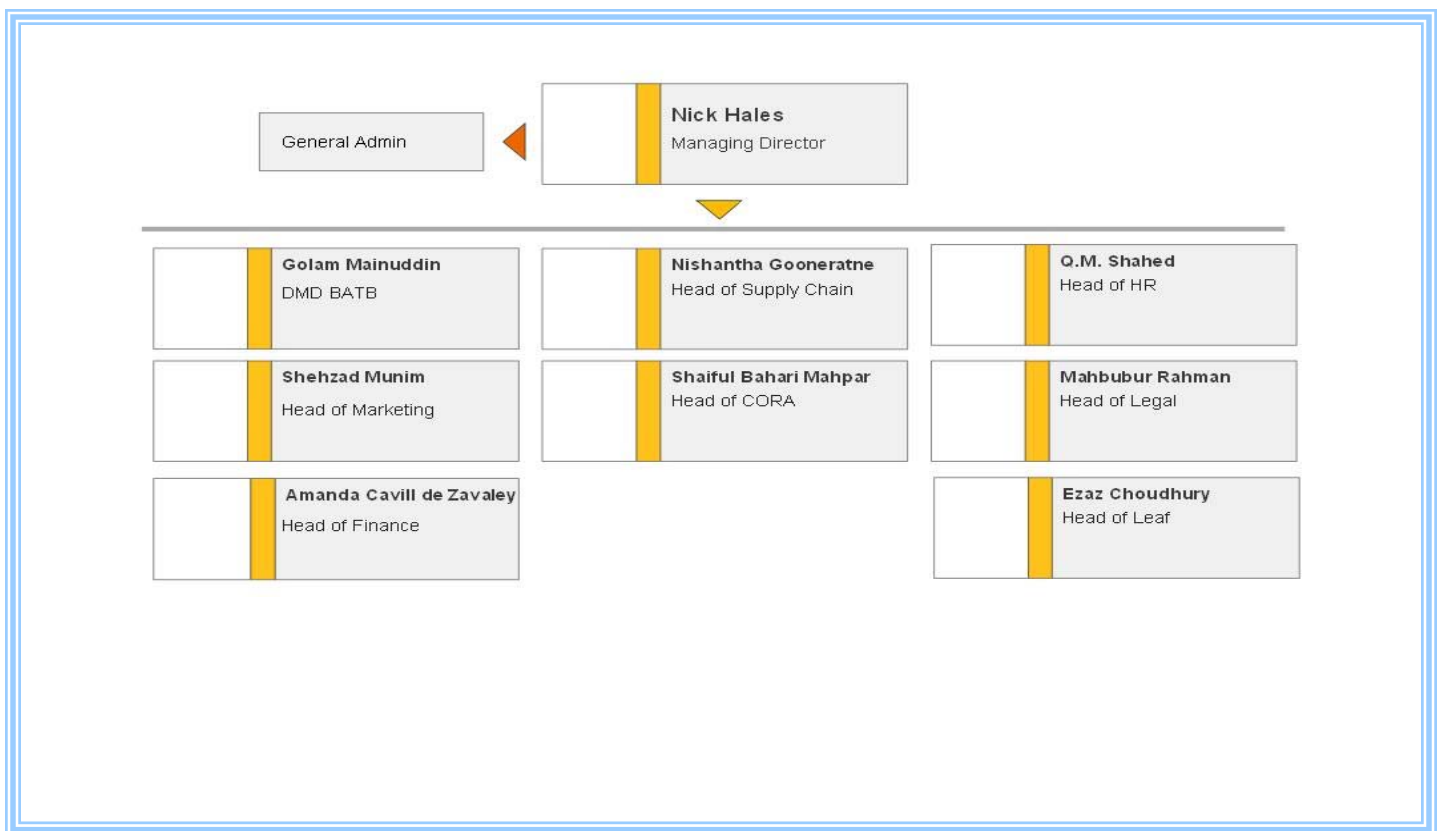 General Admin
Nick Hales
Managing Director
Golam Mainuddin
DMD BATB
Nishantha Gooneratne
Head of Supply Chain
Q.M. Shahed
Head of HR
Shehzad Munim
Head of Marketing
Shaiful Bahari Mahpar
Head of CORA
Mahbubur Rahman
Head of Legal
Amanda Cavill de Zavaley
Head of Finance
Ezaz Choudhury
Head of Leaf